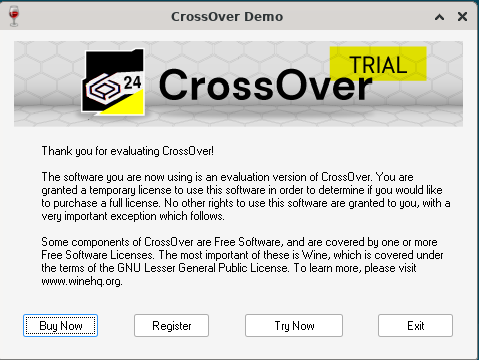 CrossOver Demo
TRIAL
24
CrossOver
Thank you for evaluating CrossOver!
The software you are now using is an evaluation version of CrossOver. You are
granted a temporary license to use this software in order to determine if you would like
to purchase a full license. No other rights to use this software are granted to you, with a
very important exception which follows.
Some components of CrossOver are Free Software, and are covered by one or more
Free Software Licenses. The most important of these is Wine, which is covered under
the terms of the GNU Lesser General Public License. To learn more, please visit
www.winehq.org.
Buy Now Register Try Now Exit